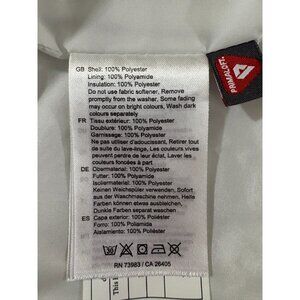 GB Shell: 100% Polyester
Lining: 100% Polyamide
Insulation: 100% Polyester
Do not use fabric softener. Remove
promptly from the washer. Some fading
may occur on bright colours. Wash dark
colours separately
FR Tissu extérieur: 100% Polyester
Doublure: 100% Polyamide
Garnissage: 100% Polyester
Ne pas utiliser d'adoucissant. Retirer tout
de suite du lave-linge. Les couleurs vives
peuvent perdre de leur éclat. Laver les
couleurs foncées séparément
DE Obermaterial: 100% Polyester
Futter: 100% Polyamid
Isoliermaterial: 100% Polyester
Keinen Weichspüler verwenden. Sofort
aus der Waschmaschine nehmen. Helle
Farben können etwas ausbleichen,
Dunkle Farben separat waschen
ES Capa exterior: 100% Poliéster
Forro: 100% Poliamida
Aislamiento: 100% Poliéster
RN 73983 / CA 26405
PRIMALOFT
This